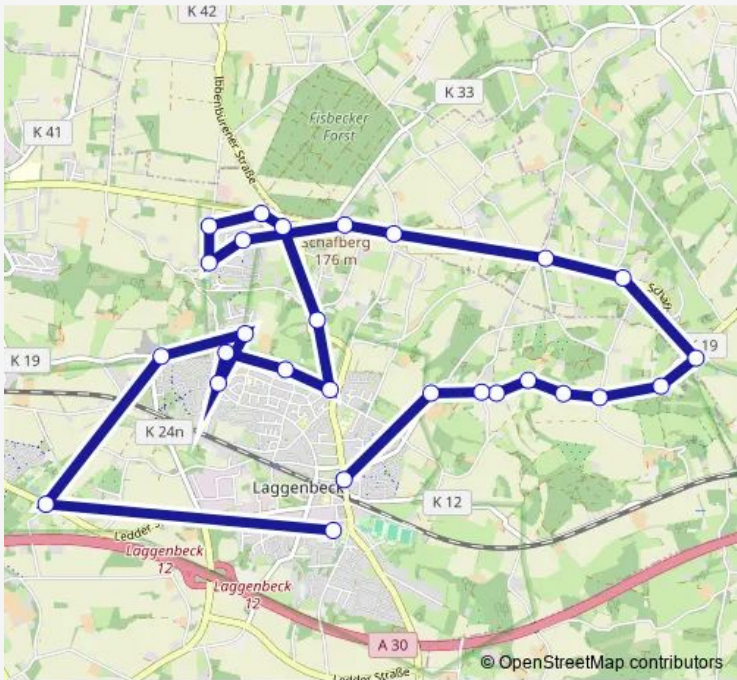 K 42
K 33
Ibbenbürener Straße
Fisbecker
Forst
K 41
Schafberg
176 m
K 19
19
K 24n
Laggenbeck
K 12
Laggenbeck
12
Laggenbeck
12
A 30
Ledder Straße
© OpenStreetMap contributors